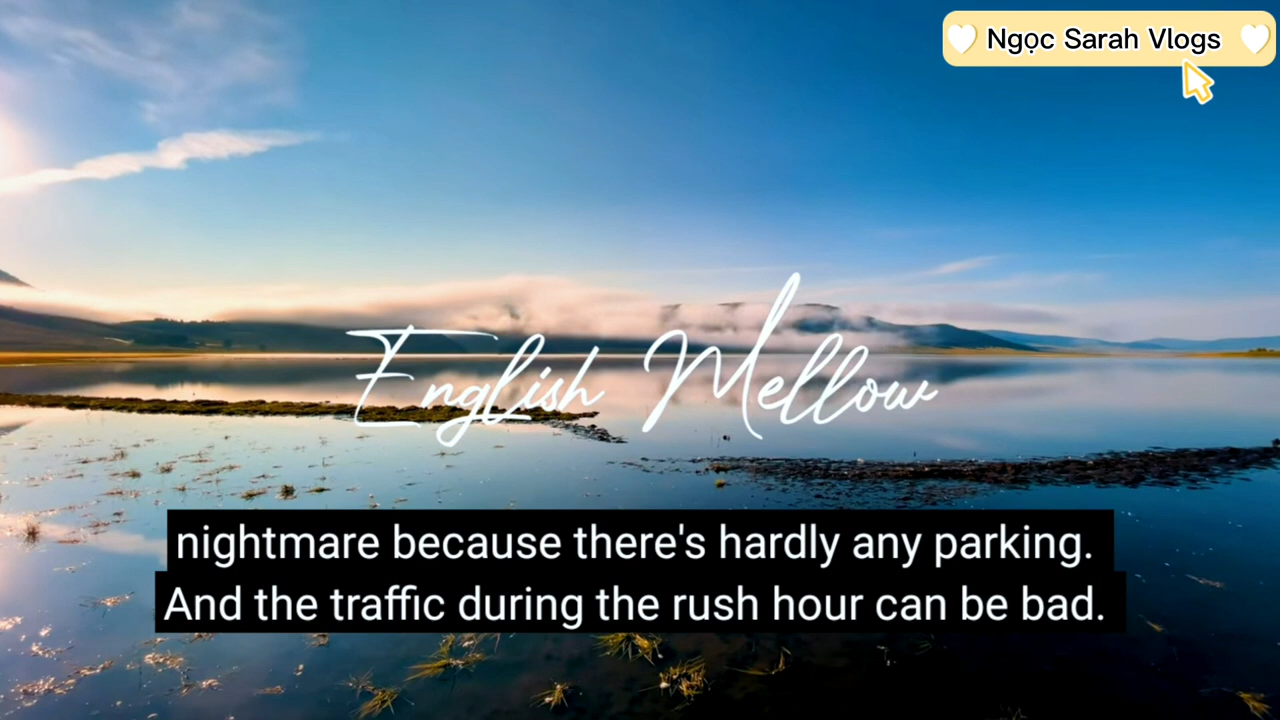 Ngọc Sarah Vlogs
English Mellow
nightmare because there's hardly any parking.
And the traffic during the rush hour can be bad.